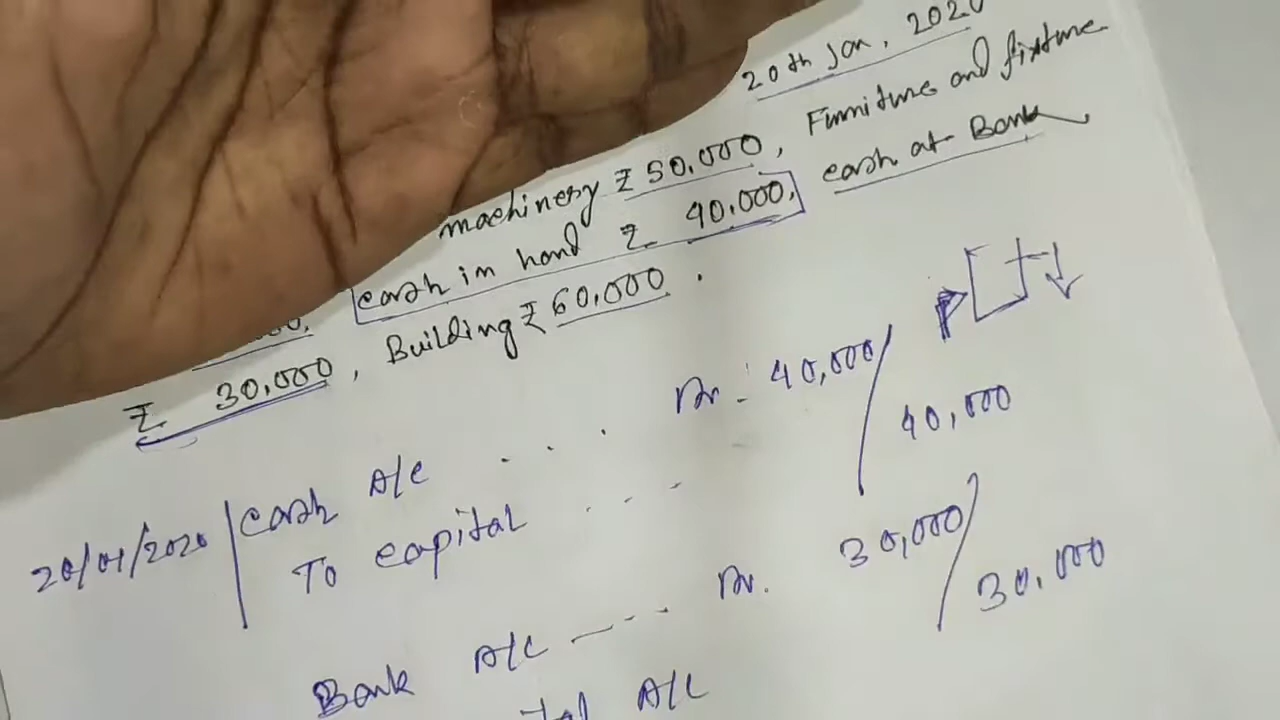 20th Jan, 202
machinery ₹ 50,000, Furniture and fixture
cash in hand ₹ 40,000, cash at Bank
₹ 30,000, Building ₹ 60,000.
20/01/2020 Cash A/C .... Dr. 40,000
To capital .... 40,000
Bank A/C ---- Dr. 30,000
30,000
A/C